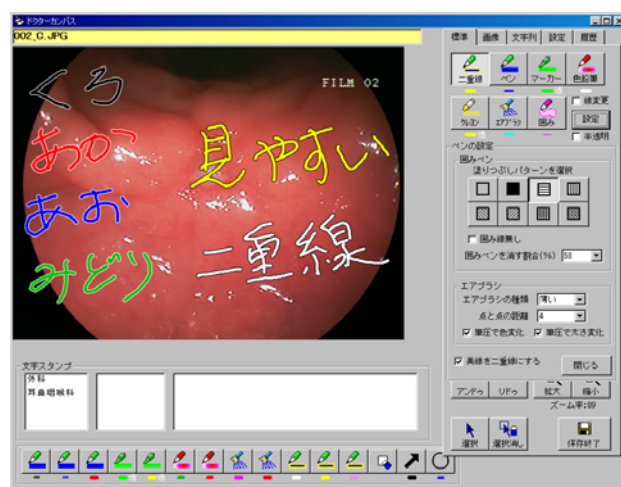 ドクターカンバス
002_C.JPG
標準 画像 文字列 設定 履歴
FILM 02
くろ
あか
あお
みどり
見やすい
二重線
二重線 ペン マーカー 色鉛筆
線変更
クレヨン エアブラシ 囲み 設定
半透明
ペンの設定
囲みペン
塗りつぶしパターンを選択
囲み線無し
囲みペンを消す割合(%) 50
エアブラシ
エアブラシの種類 薄い
点と点の距離 4
筆圧で色変化 筆圧で太さ変化
美線を二重線にする 閉じる
文字スタンプ
外科
耳鼻咽喉科
アンドゥ リドゥ 拡大 縮小
ズーム率:89
選択 選択消し 保存終了